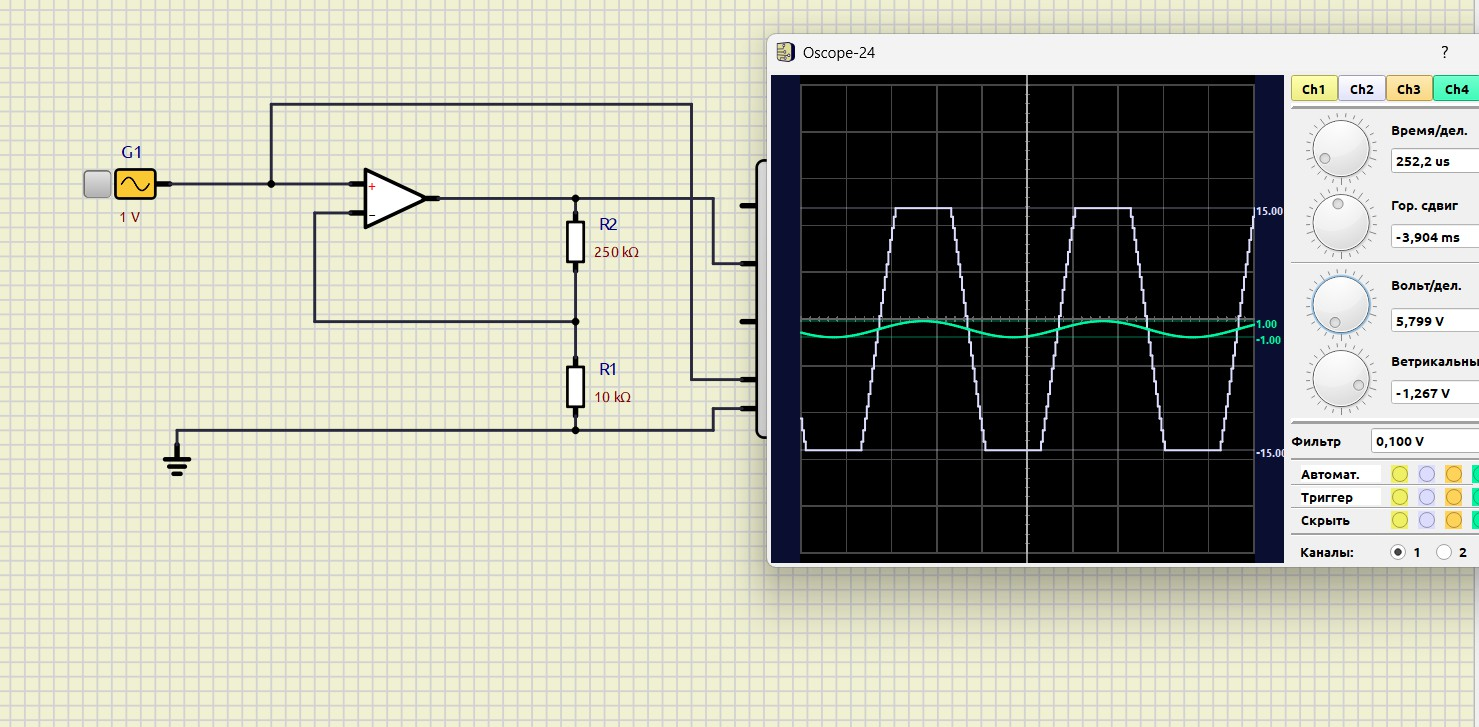 Oscope-24
?
G1
1 V
+
−
R2
250 kΩ
R1
10 kΩ
15.00
1.00
-1.00
-15.00
Ch1 Ch2 Ch3 Ch4
Время/дел.
252,2 us
Гор. сдвиг
-3,904 ms
Вольт/дел.
5,799 V
Ветрикальны
-1,267 V
Фильтр 0,100 V
Автомат.
Триггер
Скрыть
Каналы: 1 2